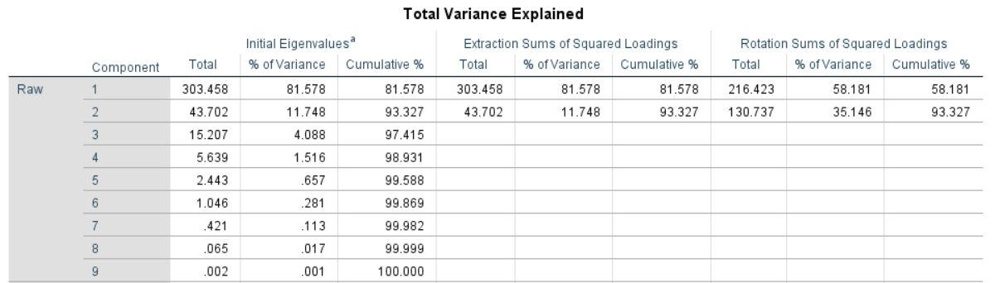 Total Variance Explained
Initial Eigenvaluesa Extraction Sums of Squared Loadings Rotation Sums of Squared Loadings
Component Total % of Variance Cumulative % Total % of Variance Cumulative % Total % of Variance Cumulative %
Raw 1 303.458 81.578 81.578 303.458 81.578 81.578 216.423 58.181 58.181
2 43.702 11.748 93.327 43.702 11.748 93.327 130.737 35.146 93.327
3 15.207 4.088 97.415
4 5.639 1.516 98.931
5 2.443 .657 99.588
6 1.046 .281 99.869
7 .421 .113 99.982
8 .065 .017 99.999
9 .002 .001 100.000